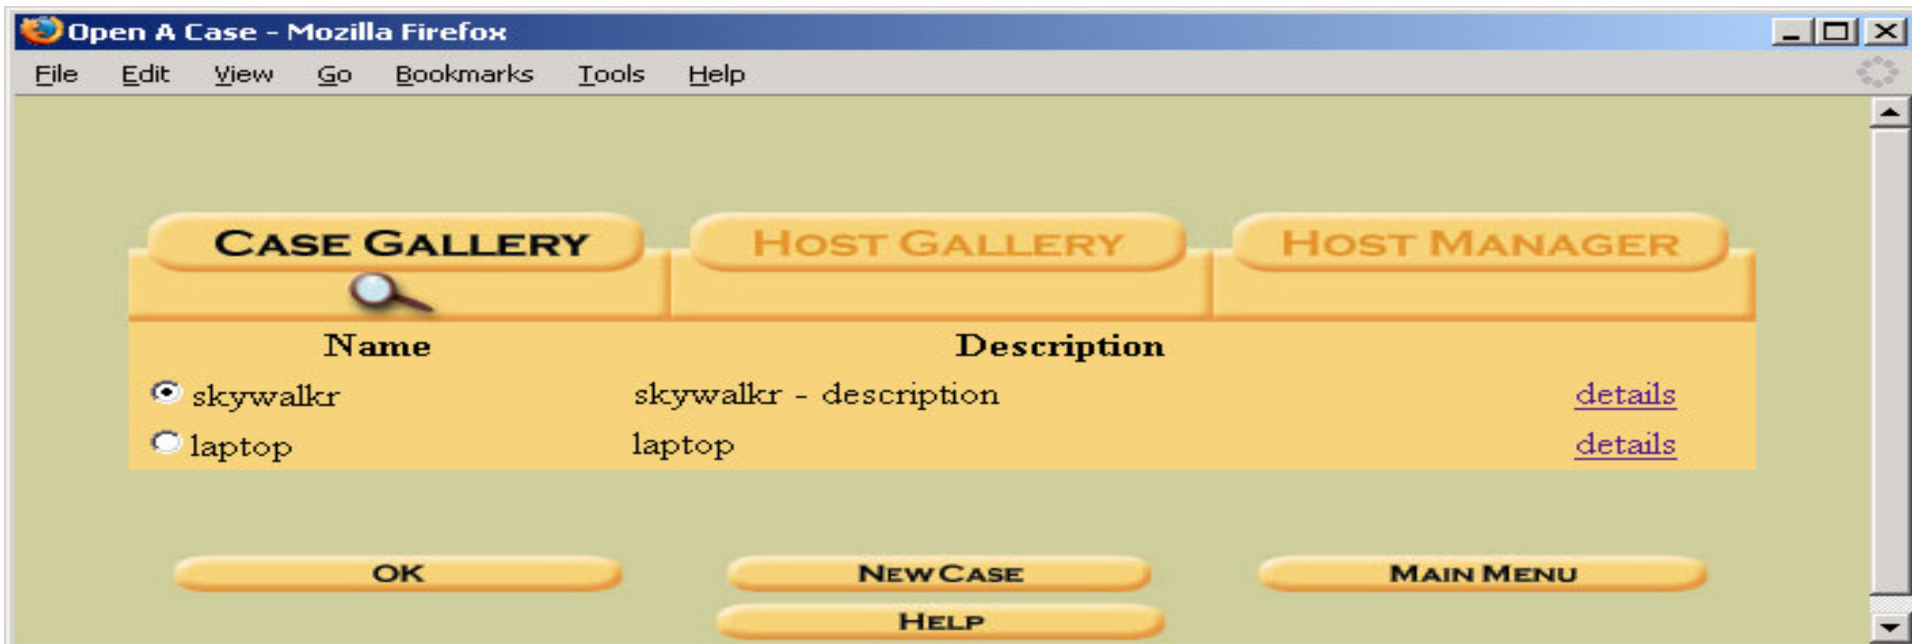 Open A Case - Mozilla Firefox
File Edit View Go Bookmarks Tools Help
CASE GALLERY HOST GALLERY HOST MANAGER
Name Description
skywalkr skywalkr - description details
laptop laptop details
OK NEW CASE MAIN MENU
HELP